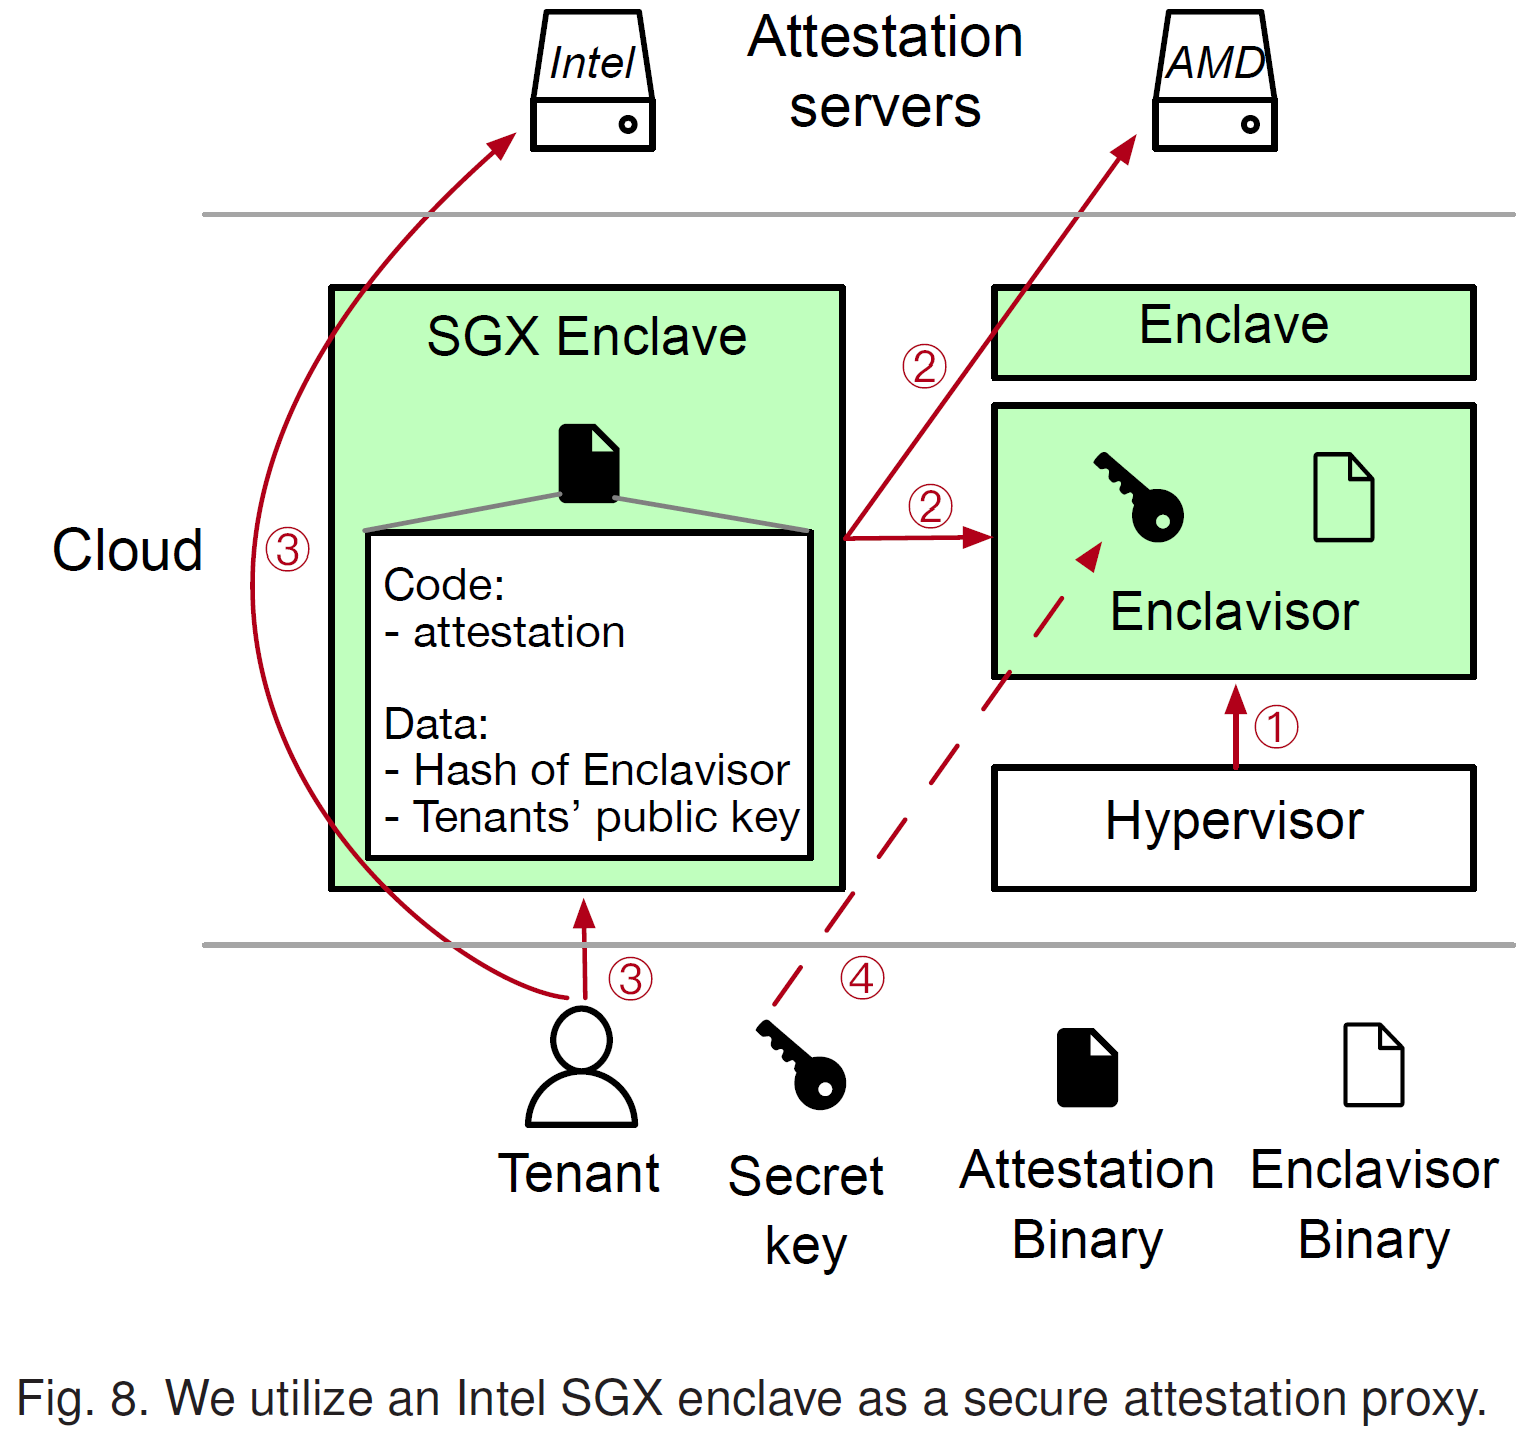 Intel
Attestation
servers
AMD
SGX Enclave
Enclave
②
②
Cloud
③
Code:
- attestation
Data:
- Hash of Enclavisor
- Tenants’ public key
Enclavisor
①
Hypervisor
③
④
Tenant
Secret
key
Attestation
Binary
Enclavisor
Binary
Fig. 8. We utilize an Intel SGX enclave as a secure attestation proxy.